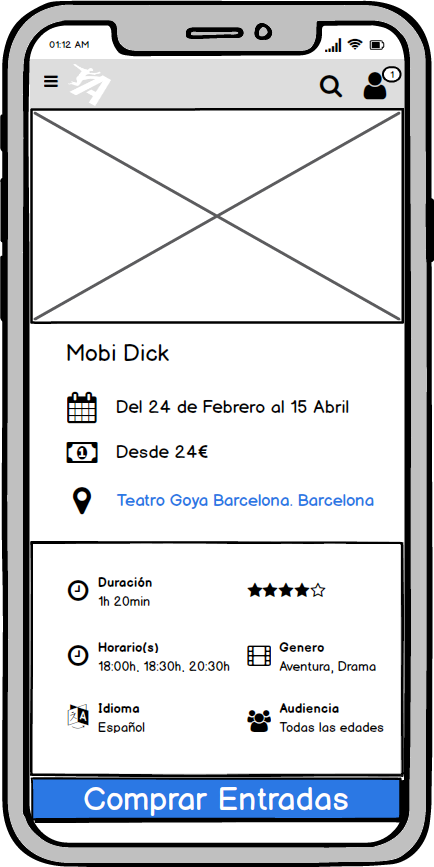 01:12 AM
1
Mobi Dick
Del 24 de Febrero al 15 Abril
1
Desde 24€
Teatro Goya Barcelona. Barcelona
Duración
1h 20min
Horario(s)
18:00h, 18:30h, 20:30h
Genero
Aventura, Drama
Idioma
Español
Audiencia
Todas las edades
Comprar Entradas